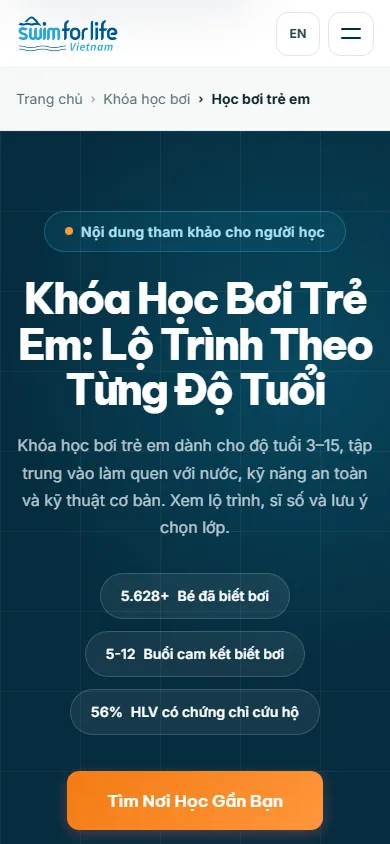 swimforlife
Vietnam
EN
Trang chủ › Khóa học bơi › Học bơi trẻ em
Nội dung tham khảo cho người học
Khóa Học Bơi Trẻ
Em: Lộ Trình Theo
Từng Độ Tuổi
Khóa học bơi trẻ em dành cho độ tuổi 3–15, tập
trung vào làm quen với nước, kỹ năng an toàn
và kỹ thuật cơ bản. Xem lộ trình, sĩ số và lưu ý
chọn lớp.
5.628+ Bé đã biết bơi
5-12 Buổi cam kết biết bơi
56% HLV có chứng chỉ cứu hộ
Tìm Nơi Học Gần Bạn